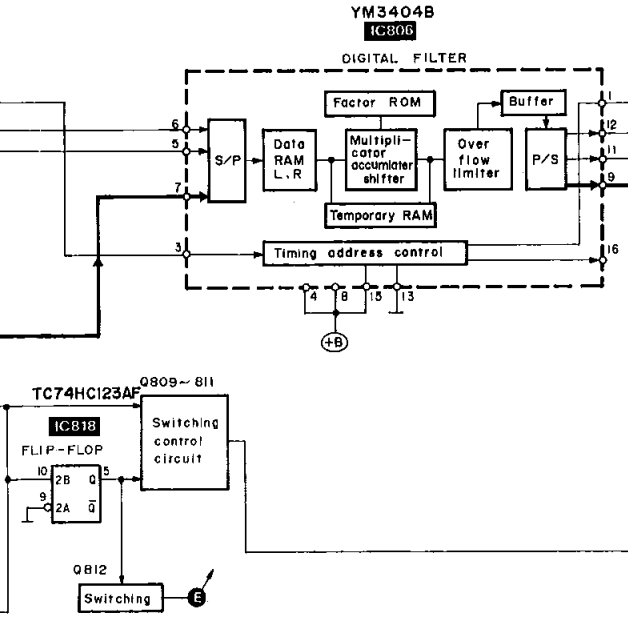 YM3404B
IC806
DIGITAL FILTER
Factor ROM
Buffer
1
6
5
12
S/P
Data
RAM
L,R
Multipli-
cator
accumlater
shifter
Over
flow
limiter
P/S
11
7
9
Temporary RAM
3
Timing address control
16
4
8
15
13
+B
Q809~811
TC74HC123AF
IC818
FLIP-FLOP
Switching
control
circuit
10
2B
Q
5
9
2A
Q̅
Q812
Switching
E